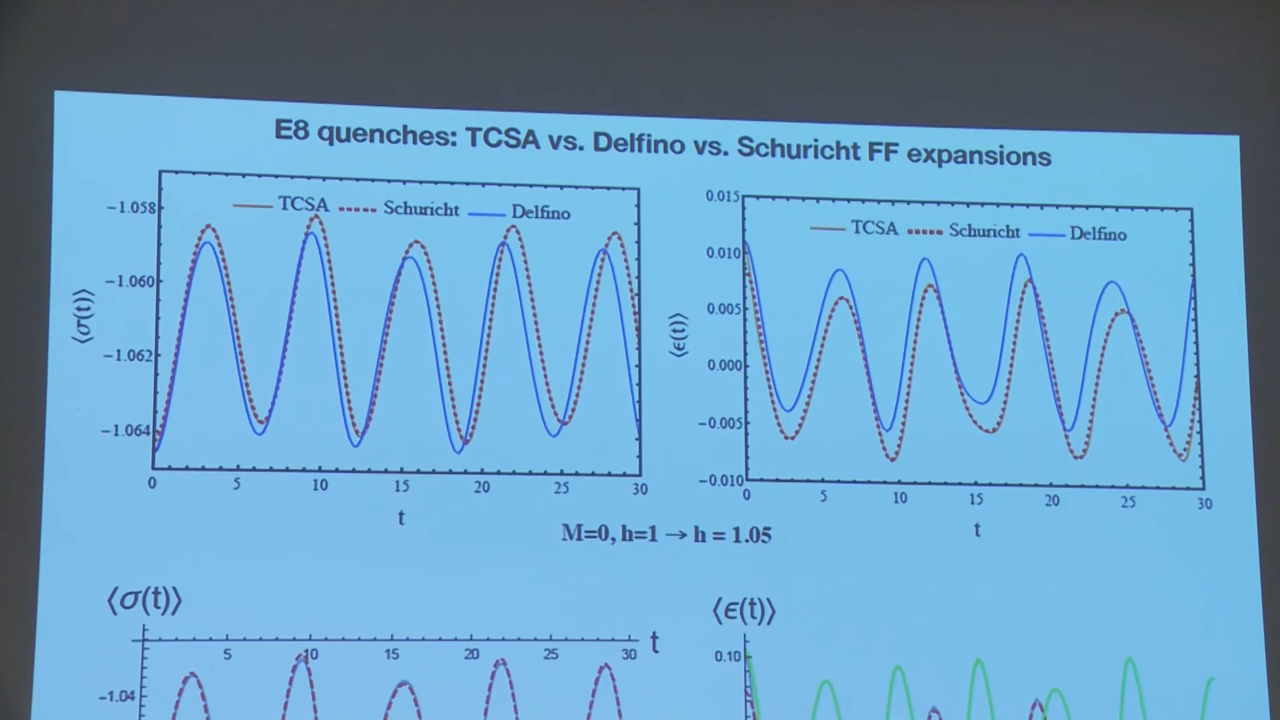 E8 quenches: TCSA vs. Delfino vs. Schuricht FF expansions
TCSA Schuricht Delfino
−1.058
−1.060
−1.062
−1.064
⟨σ(t)⟩
0 5 10 15 20 25 30
t
TCSA Schuricht Delfino
0.015
0.010
0.005
0.000
−0.005
−0.010
⟨ϵ(t)⟩
0 5 10 15 20 25 30
t
M=0, h=1 → h = 1.05
⟨σ(t)⟩
5 10 15 20 25 30 t
-1.04
⟨ϵ(t)⟩
0.10